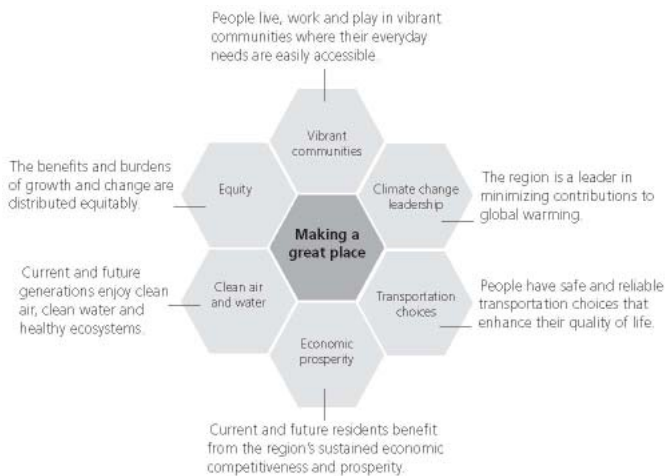 People live, work and play in vibrant
communities where their everyday
needs are easily accessible.
Vibrant
communities
The benefits and burdens
of growth and change are
distributed equitably.
Equity
Climate change
leadership
The region is a leader in
minimizing contributions to
global warming.
Making a
great place
Current and future
generations enjoy clean
air, clean water and
healthy ecosystems.
Clean air
and water
Transportation
choices
People have safe and reliable
transportation choices that
enhance their quality of life.
Economic
prosperity
Current and future residents benefit
from the region's sustained economic
competitiveness and prosperity.